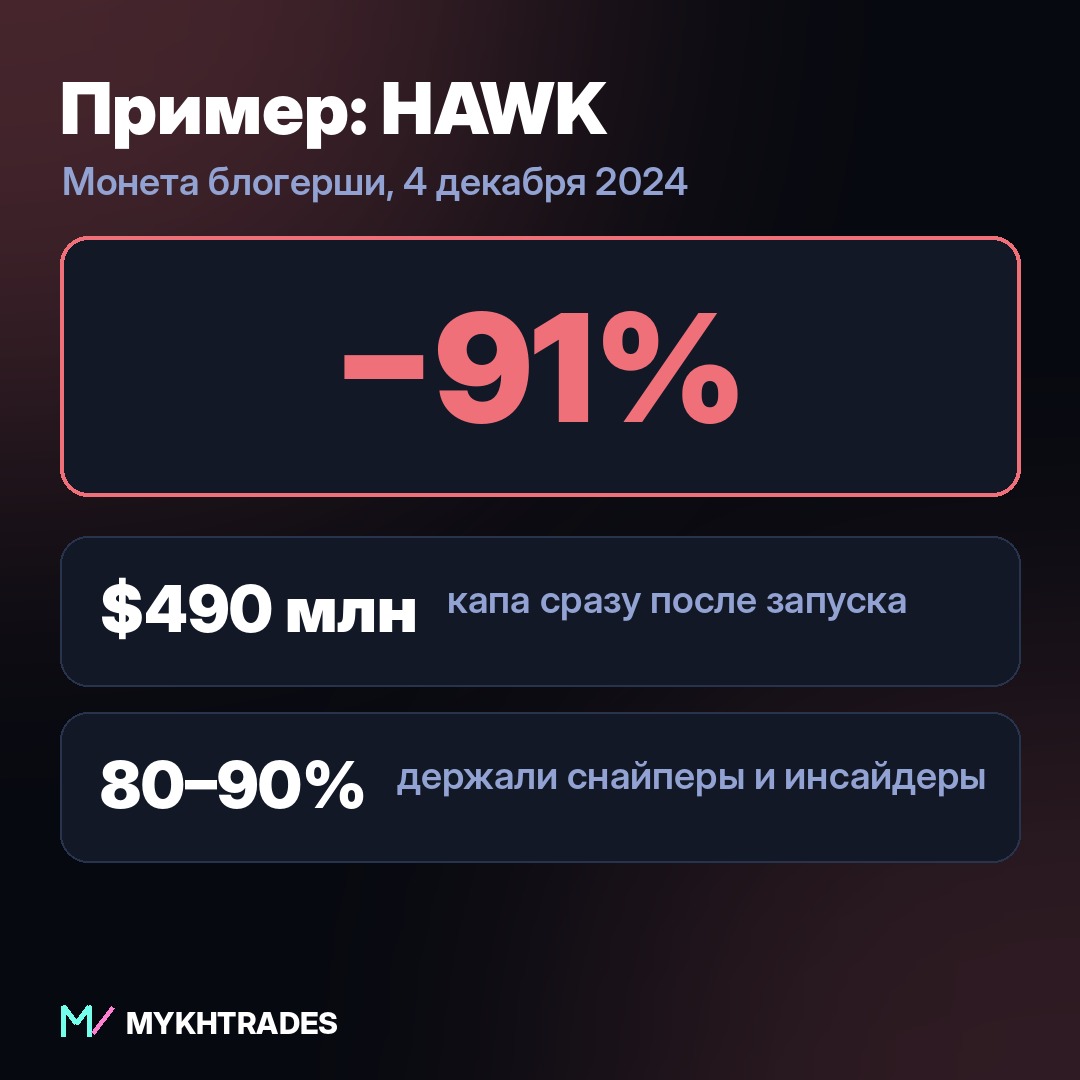 Пример: HAWK
Монета блогерши, 4 декабря 2024
−91%
$490 млн капа сразу после запуска
80–90% держали снайперы и инсайдеры
MYKHTRADES